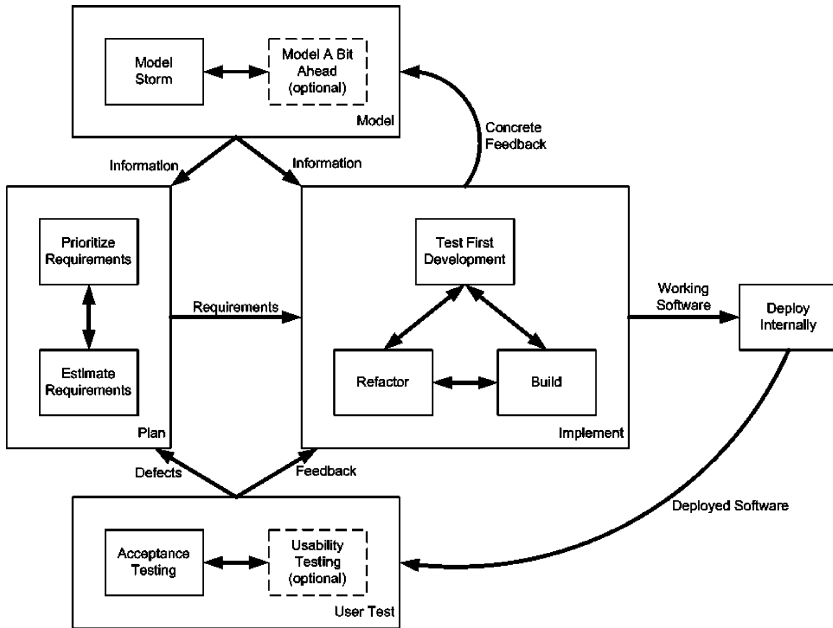 Model
Storm
Model A Bit
Ahead
(optional)
Model
Concrete
Feedback
Information
Information
Prioritize
Requirements
Estimate
Requirements
Plan
Requirements
Test First
Development
Refactor
Build
Implement
Working
Software
Deploy
Internally
Defects
Feedback
Deployed Software
Acceptance
Testing
Usability
Testing
(optional)
User Test